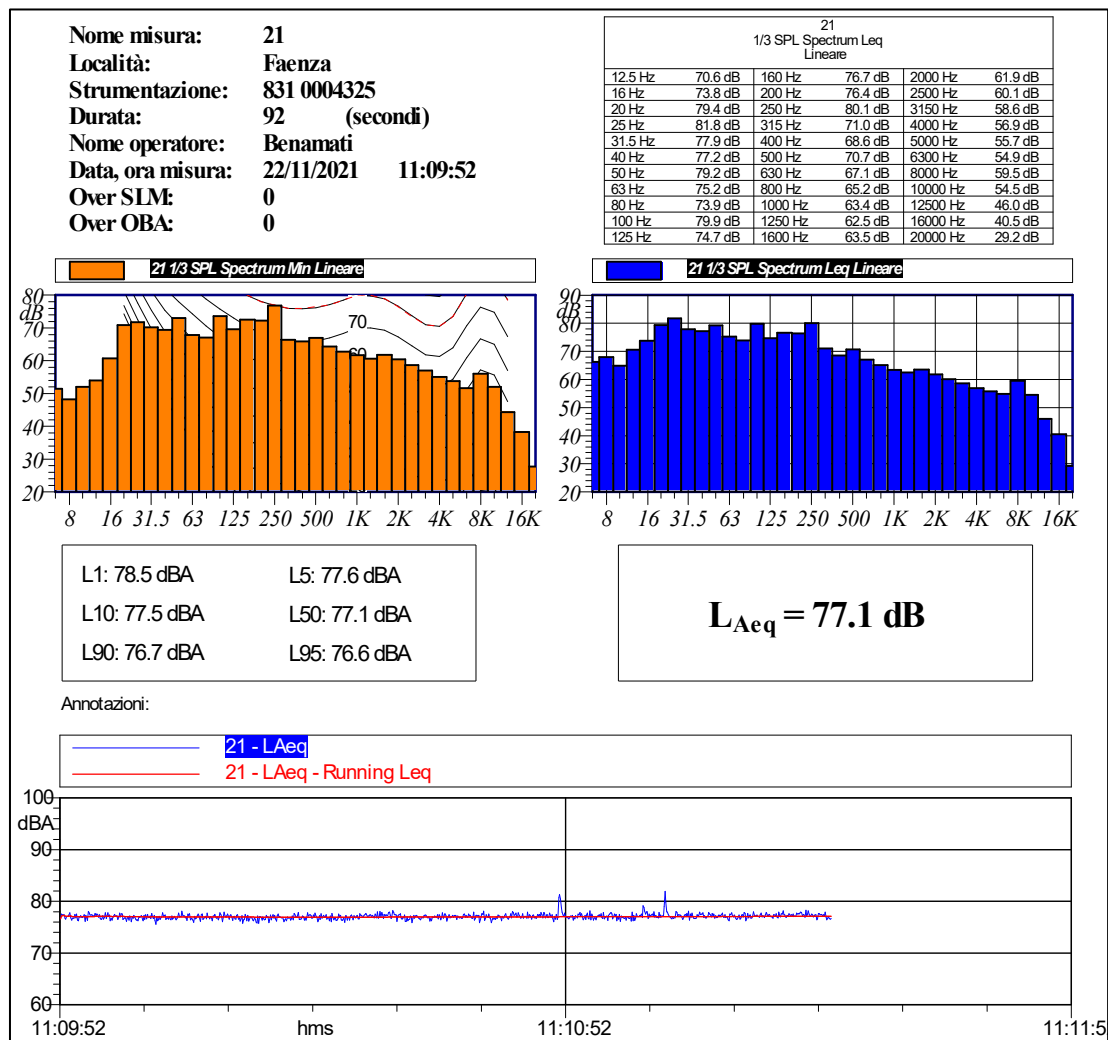 Nome misura: 21
Località: Faenza
Strumentazione: 831 0004325
Durata: 92 (secondi)
Nome operatore: Benamati
Data, ora misura: 22/11/2021 11:09:52
Over SLM: 0
Over OBA: 0
21
1/3 SPL Spectrum Leq
Lineare
12.5 Hz 70.6 dB 160 Hz 76.7 dB 2000 Hz 61.9 dB
16 Hz 73.8 dB 200 Hz 76.4 dB 2500 Hz 60.1 dB
20 Hz 79.4 dB 250 Hz 80.1 dB 3150 Hz 58.6 dB
25 Hz 81.8 dB 315 Hz 71.0 dB 4000 Hz 56.9 dB
31.5 Hz 77.9 dB 400 Hz 68.6 dB 5000 Hz 55.7 dB
40 Hz 77.2 dB 500 Hz 70.7 dB 6300 Hz 54.9 dB
50 Hz 79.2 dB 630 Hz 67.1 dB 8000 Hz 59.5 dB
63 Hz 75.2 dB 800 Hz 65.2 dB 10000 Hz 54.5 dB
80 Hz 73.9 dB 1000 Hz 63.4 dB 12500 Hz 46.0 dB
100 Hz 79.9 dB 1250 Hz 62.5 dB 16000 Hz 40.5 dB
125 Hz 74.7 dB 1600 Hz 63.5 dB 20000 Hz 29.2 dB
21 1/3 SPL Spectrum Min Lineare
80
dB
70
60
50
40
30
20
70
60
8 16 31.5 63 125 250 500 1K 2K 4K 8K 16K
21 1/3 SPL Spectrum Leq Lineare
90
dB
80
70
60
50
40
30
20
8 16 31.5 63 125 250 500 1K 2K 4K 8K 16K
L1: 78.5 dBA L5: 77.6 dBA
L10: 77.5 dBA L50: 77.1 dBA
L90: 76.7 dBA L95: 76.6 dBA
LAeq = 77.1 dB
Annotazioni:
21 - LAeq
21 - LAeq - Running Leq
100
dBA
90
80
70
60
11:09:52 hms 11:10:52 11:11:5